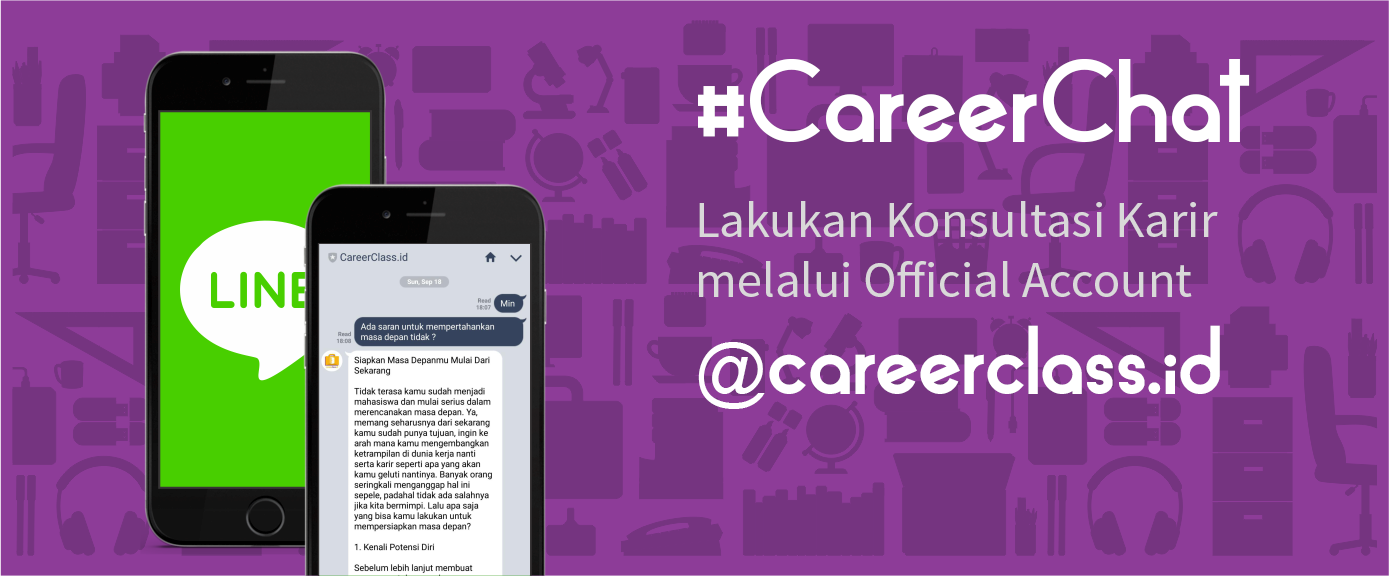 #CareerChat
Lakukan Konsultasi Karir
melalui Official Account
@careerclass.id
LINE
CareerClass.id
Sun, Sep 18
Read
18:07
Min
Read
18:08
Ada saran untuk mempertahankan
masa depan tidak ?
Siapkan Masa Depanmu Mulai Dari
Sekarang
Tidak terasa kamu sudah menjadi
mahasiswa dan mulai serius dalam
merencanakan masa depan. Ya,
memang seharusnya dari sekarang
kamu sudah punya tujuan, ingin ke
arah mana kamu mengembangkan
ketrampilan di dunia kerja nanti
serta karir seperti apa yang akan
kamu geluti nantinya. Banyak orang
seringkali menganggap hal ini
sepele, padahal tidak ada salahnya
jika kita bermimpi. Lalu apa saja
yang bisa kamu lakukan untuk
mempersiapkan masa depan?
1. Kenali Potensi Diri
Sebelum lebih lanjut membuat